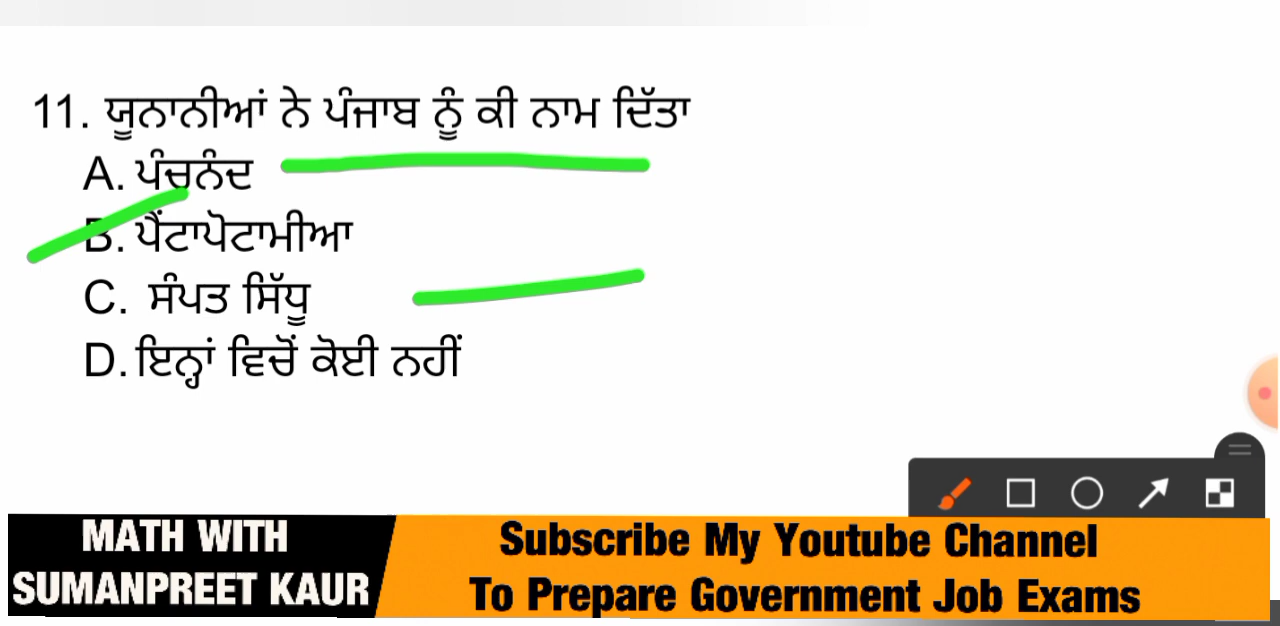 11. ਯੂਨਾਨੀਆਂ ਨੇ ਪੰਜਾਬ ਨੂੰ ਕੀ ਨਾਮ ਦਿੱਤਾ
A. ਪੰਚਨੰਦ
B. ਪੈਂਟਾਪੋਟਾਮੀਆ
C. ਸੰਪਤ ਸਿੱਧੂ
D. ਇਨ੍ਹਾਂ ਵਿਚੋਂ ਕੋਈ ਨਹੀਂ
MATH WITH
SUMANPREET KAUR
Subscribe My Youtube Channel
To Prepare Government Job Exams